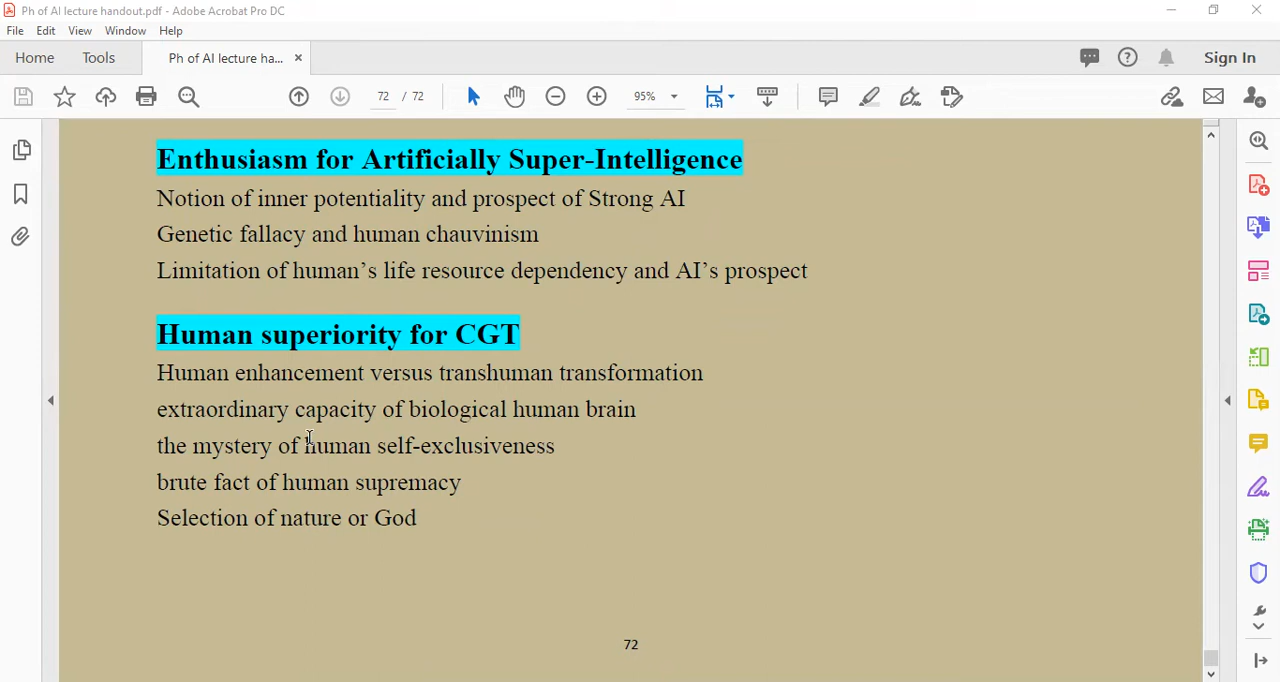 Ph of AI lecture handout.pdf - Adobe Acrobat Pro DC
File Edit View Window Help
Home Tools Ph of AI lecture ha... Sign In
72 / 72 95%
Enthusiasm for Artificially Super-Intelligence
Notion of inner potentiality and prospect of Strong AI
Genetic fallacy and human chauvinism
Limitation of human’s life resource dependency and AI’s prospect
Human superiority for CGT
Human enhancement versus transhuman transformation
extraordinary capacity of biological human brain
the mystery of human self-exclusiveness
brute fact of human supremacy
Selection of nature or God
72